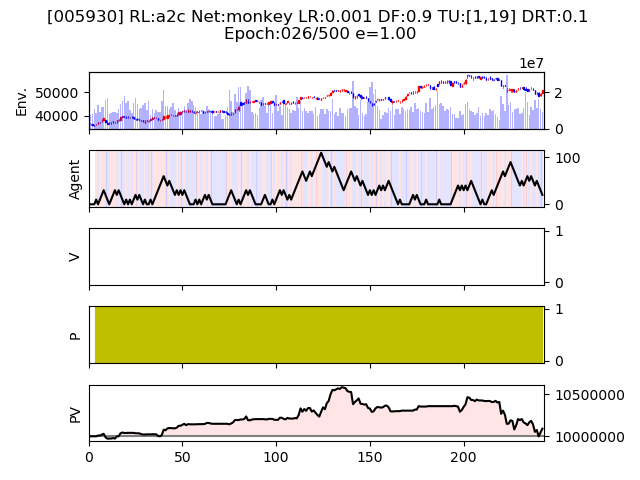 [005930] RL:a2c Net:monkey LR:0.001 DF:0.9 TU:[1,19] DRT:0.1
Epoch:026/500 e=1.00
1e7
Env.
50000
40000
2
0
Agent
100
0
V
1
0
P
1
0
PV
10500000
10000000
0
50
100
150
200